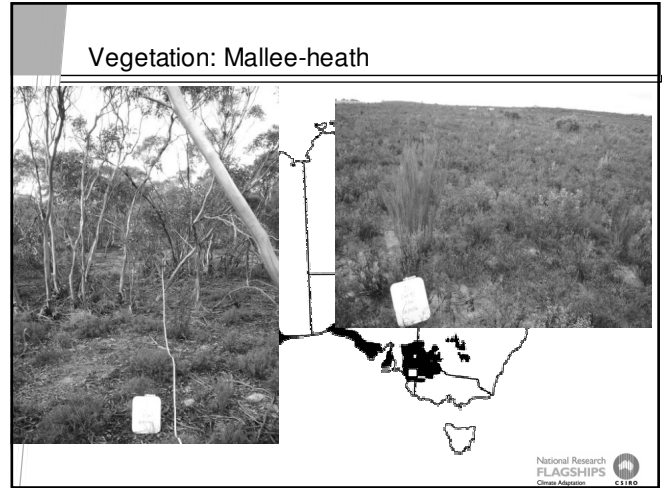 Vegetation: Mallee-heath
National Research
FLAGSHIPS
Climate Adaptation
CSIRO